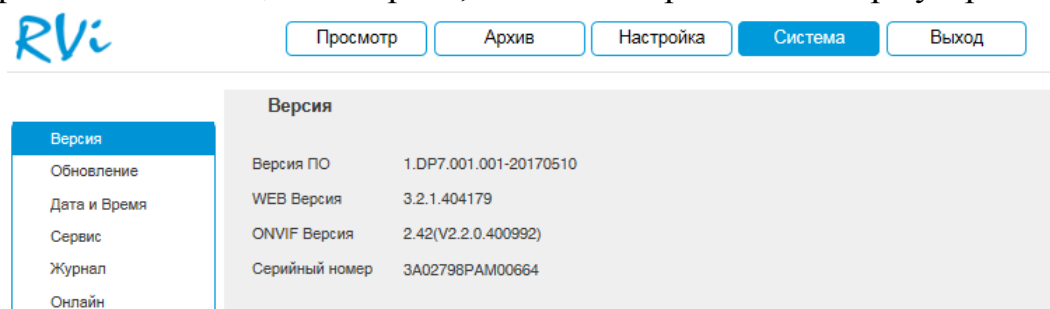 RVi
Просмотр Архив Настройка Система Выход
Версия
Версия
Обновление
Дата и Время
Сервис
Журнал
Онлайн
Версия ПО 1.DP7.001.001-20170510
WEB Версия 3.2.1.404179
ONVIF Версия 2.42(V2.2.0.400992)
Серийный номер 3A02798PAM00664